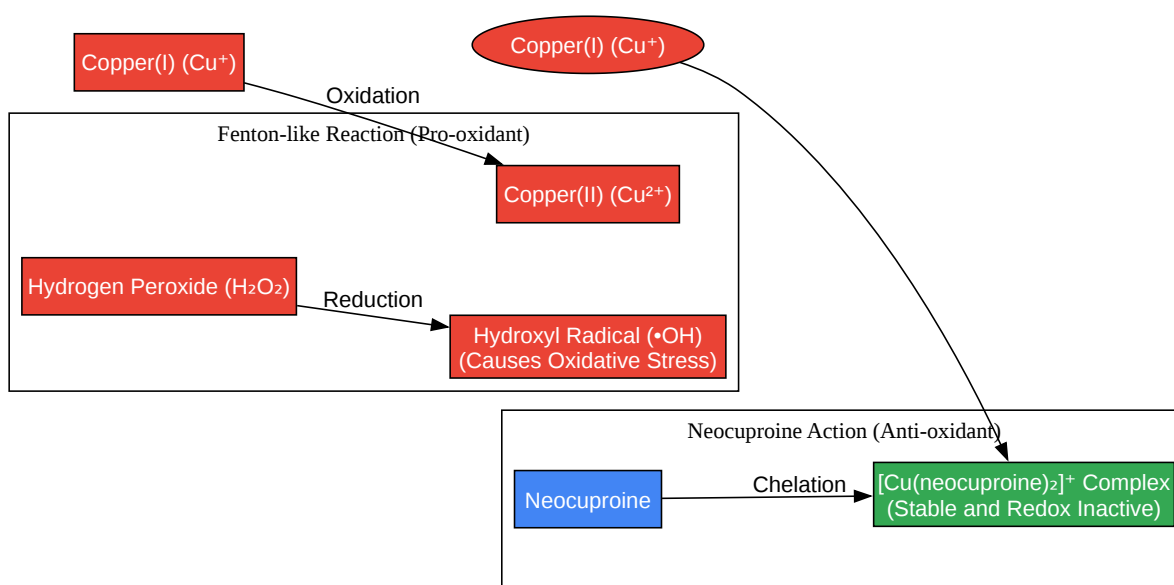 Copper(I) (Cu⁺)
Copper(I) (Cu⁺)
Oxidation
Fenton-like Reaction (Pro-oxidant)
Copper(II) (Cu²⁺)
Hydrogen Peroxide (H₂O₂)
Reduction
Hydroxyl Radical (•OH)
(Causes Oxidative Stress)
Neocuproine Action (Anti-oxidant)
Neocuproine
Chelation
[Cu(neocuproine)₂]⁺ Complex
(Stable and Redox Inactive)